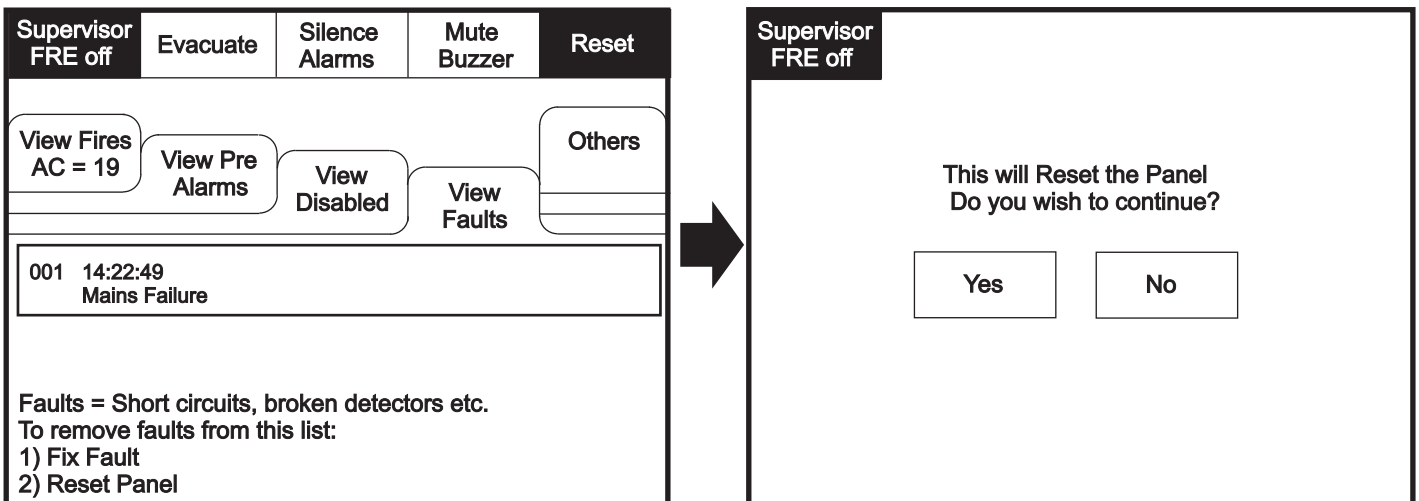 Supervisor
FRE off
Evacuate
Silence
Alarms
Mute
Buzzer
Reset
View Fires
AC = 19
View Pre
Alarms
View
Disabled
View
Faults
Others
001 14:22:49
Mains Failure
Faults = Short circuits, broken detectors etc.
To remove faults from this list:
1) Fix Fault
2) Reset Panel
Supervisor
FRE off
This will Reset the Panel
Do you wish to continue?
Yes
No